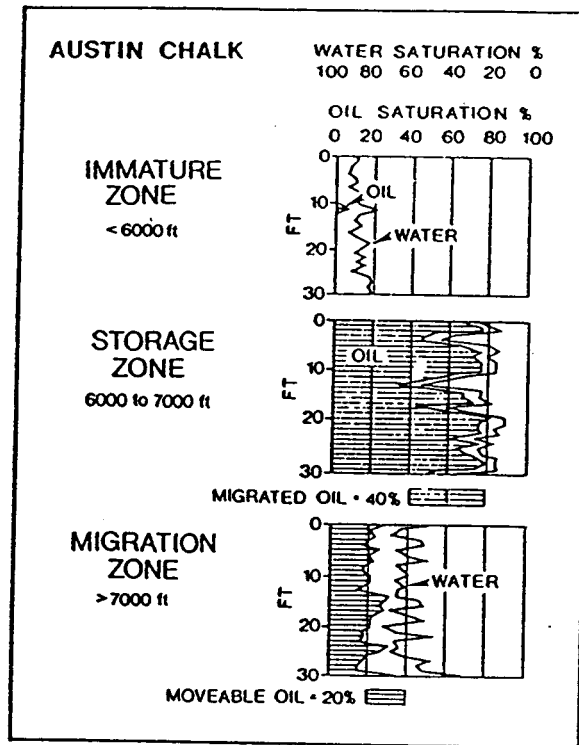 AUSTIN CHALK
WATER SATURATION %
100 80 60 40 20 0
OIL SATURATION %
0 20 40 60 80 100
IMMATURE
ZONE
< 6000 ft
0
10
20
30
FT
OIL
WATER
STORAGE
ZONE
6000 to 7000 ft
0
10
20
30
FT
OIL
MIGRATED OIL = 40%
MIGRATION
ZONE
> 7000 ft
0
10
20
30
FT
WATER
MOVEABLE OIL = 20%